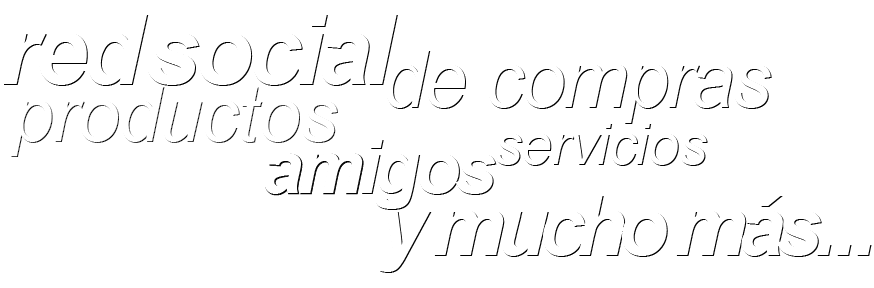 red social
de compras
productos
servicios
amigos
y mucho más...